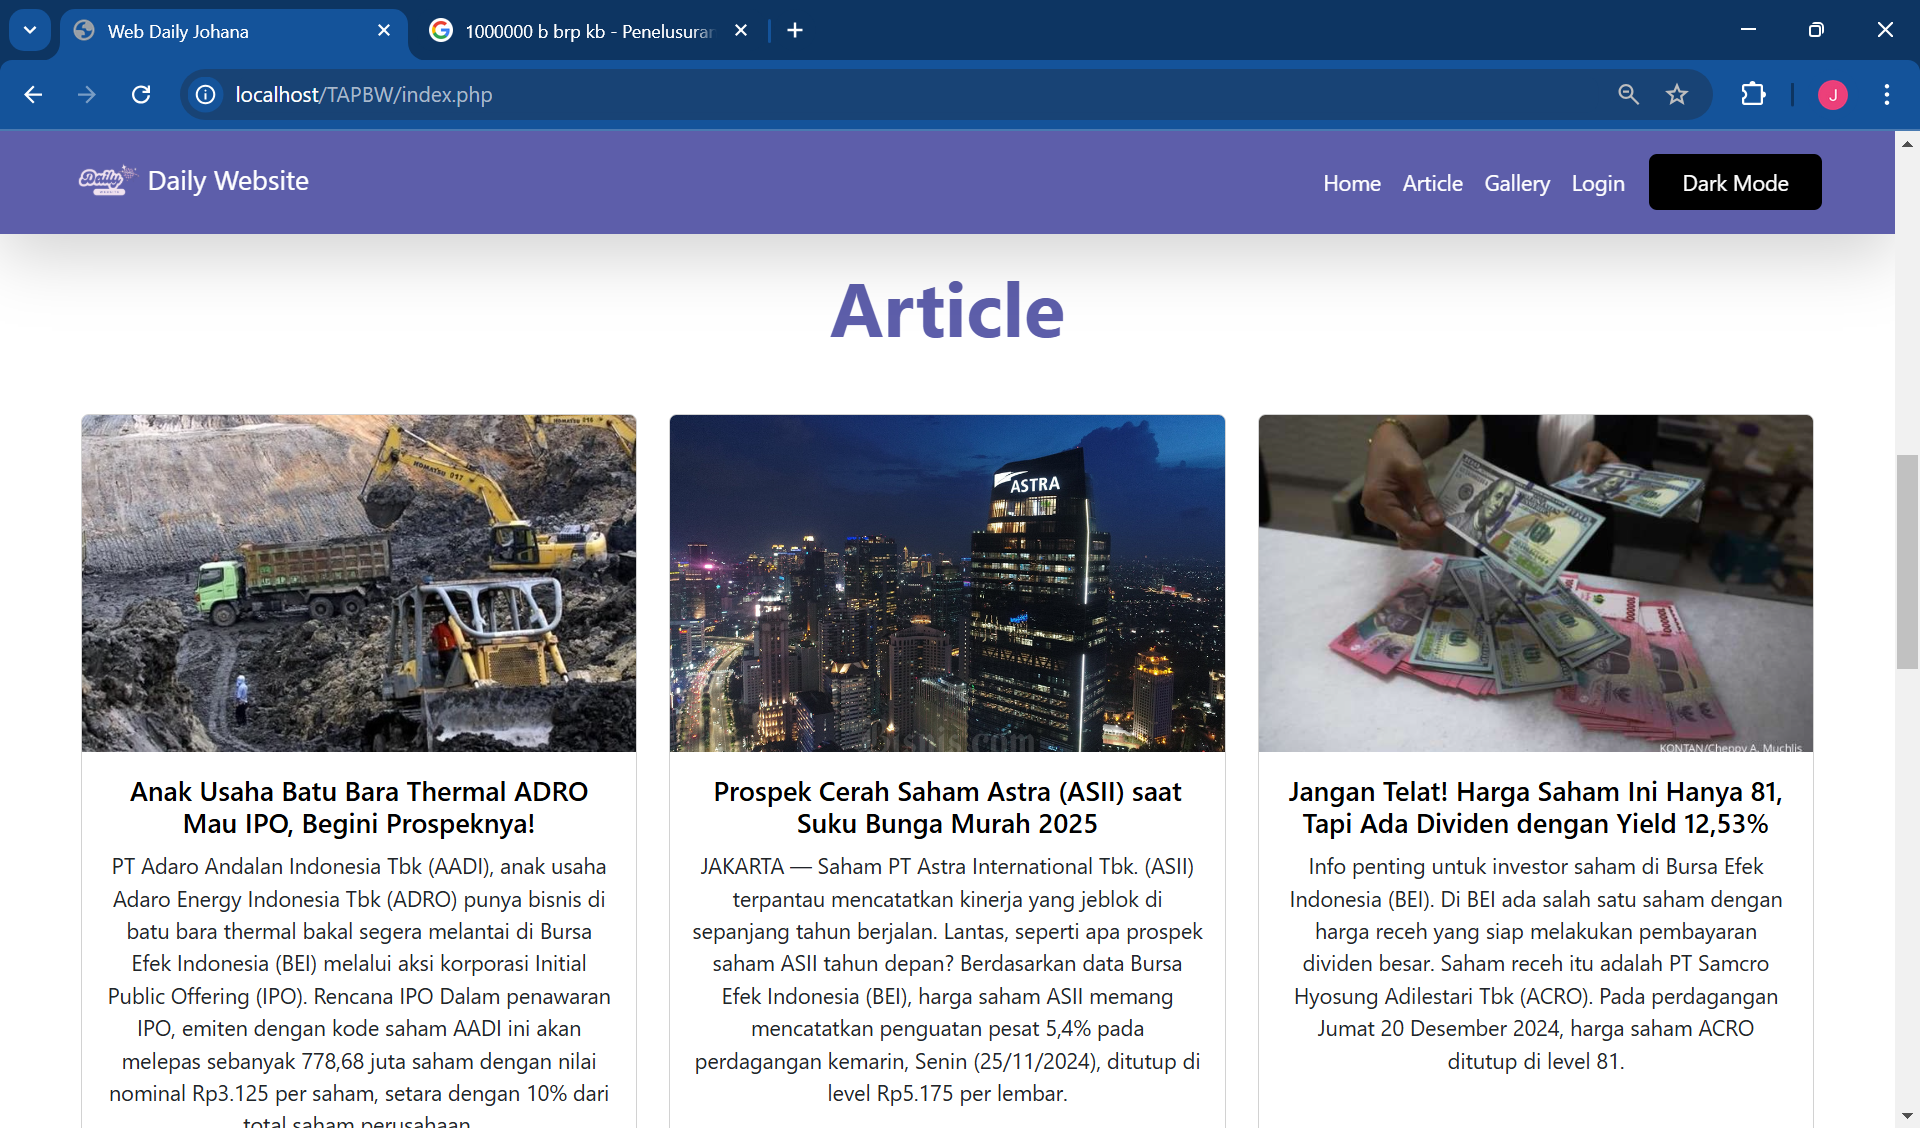 Web Daily Johana
1000000 b brp kb - Penelusuran
localhost/TAPBW/index.php
J
Daily
Daily Website
Home
Article
Gallery
Login
Dark Mode
Article
KOMATSU 017
ASTRA
bisnis.com
100000
KONTAN/Cheppy A. Muchlis
Anak Usaha Batu Bara Thermal ADRO
Mau IPO, Begini Prospeknya!
PT Adaro Andalan Indonesia Tbk (AADI), anak usaha
Adaro Energy Indonesia Tbk (ADRO) punya bisnis di
batu bara thermal bakal segera melantai di Bursa
Efek Indonesia (BEI) melalui aksi korporasi Initial
Public Offering (IPO). Rencana IPO Dalam penawaran
IPO, emiten dengan kode saham AADI ini akan
melepas sebanyak 778,68 juta saham dengan nilai
nominal Rp3.125 per saham, setara dengan 10% dari
total saham perusahaan
Prospek Cerah Saham Astra (ASII) saat
Suku Bunga Murah 2025
JAKARTA — Saham PT Astra International Tbk. (ASII)
terpantau mencatatkan kinerja yang jeblok di
sepanjang tahun berjalan. Lantas, seperti apa prospek
saham ASII tahun depan? Berdasarkan data Bursa
Efek Indonesia (BEI), harga saham ASII memang
mencatatkan penguatan pesat 5,4% pada
perdagangan kemarin, Senin (25/11/2024), ditutup di
level Rp5.175 per lembar.
Jangan Telat! Harga Saham Ini Hanya 81,
Tapi Ada Dividen dengan Yield 12,53%
Info penting untuk investor saham di Bursa Efek
Indonesia (BEI). Di BEI ada salah satu saham dengan
harga receh yang siap melakukan pembayaran
dividen besar. Saham receh itu adalah PT Samcro
Hyosung Adilestari Tbk (ACRO). Pada perdagangan
Jumat 20 Desember 2024, harga saham ACRO
ditutup di level 81.